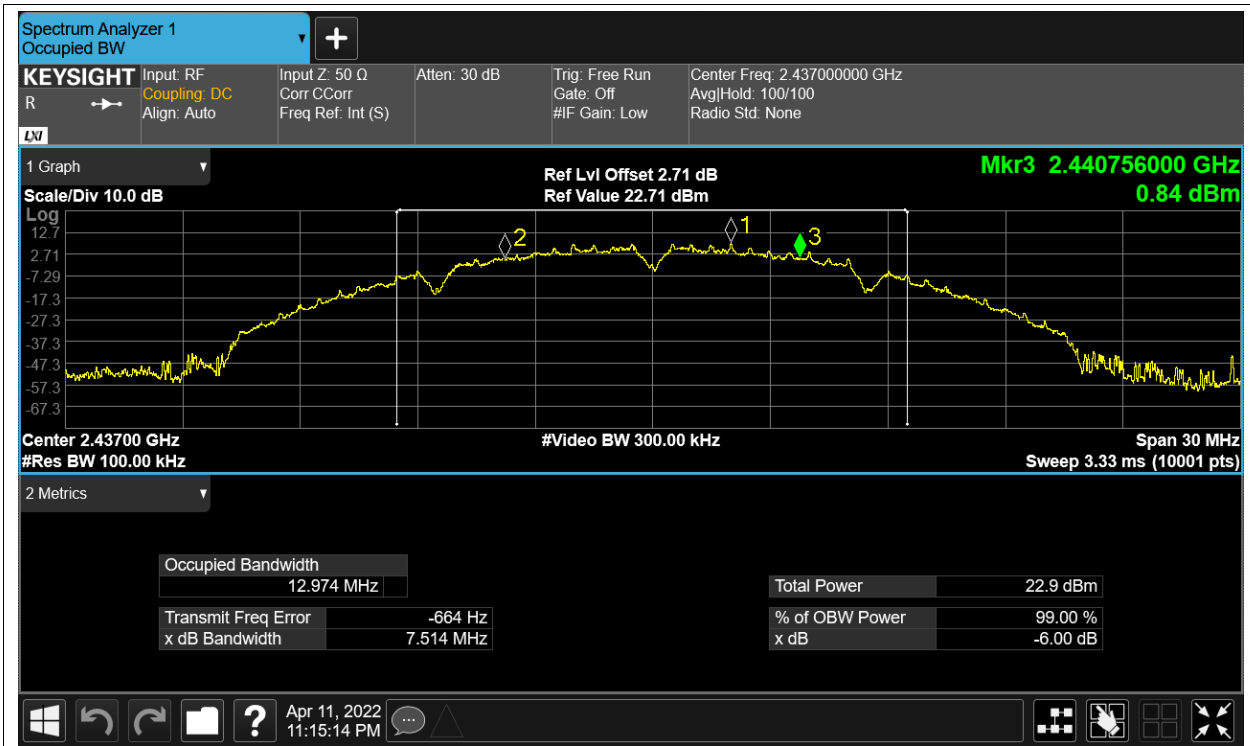 Spectrum Analyzer 1
Occupied BW
KEYSIGHT
R
LXI
Input: RF
Coupling: DC
Align: Auto
Input Z: 50 Ω
Corr CCorr
Freq Ref: Int (S)
Atten: 30 dB
Trig: Free Run
Gate: Off
#IF Gain: Low
Center Freq: 2.437000000 GHz
Avg|Hold: 100/100
Radio Std: None
1 Graph
Scale/Div 10.0 dB
Ref Lvl Offset 2.71 dB
Ref Value 22.71 dBm
Mkr3 2.440756000 GHz
0.84 dBm
Log
12.7
2.71
-7.29
-17.3
-27.3
-37.3
-47.3
-57.3
-67.3
2
1
3
Center 2.43700 GHz
#Res BW 100.00 kHz
#Video BW 300.00 kHz
Span 30 MHz
Sweep 3.33 ms (10001 pts)
2 Metrics
Occupied Bandwidth
12.974 MHz
Transmit Freq Error -664 Hz
x dB Bandwidth 7.514 MHz
Total Power 22.9 dBm
% of OBW Power 99.00 %
x dB -6.00 dB
?
Apr 11, 2022
11:15:14 PM